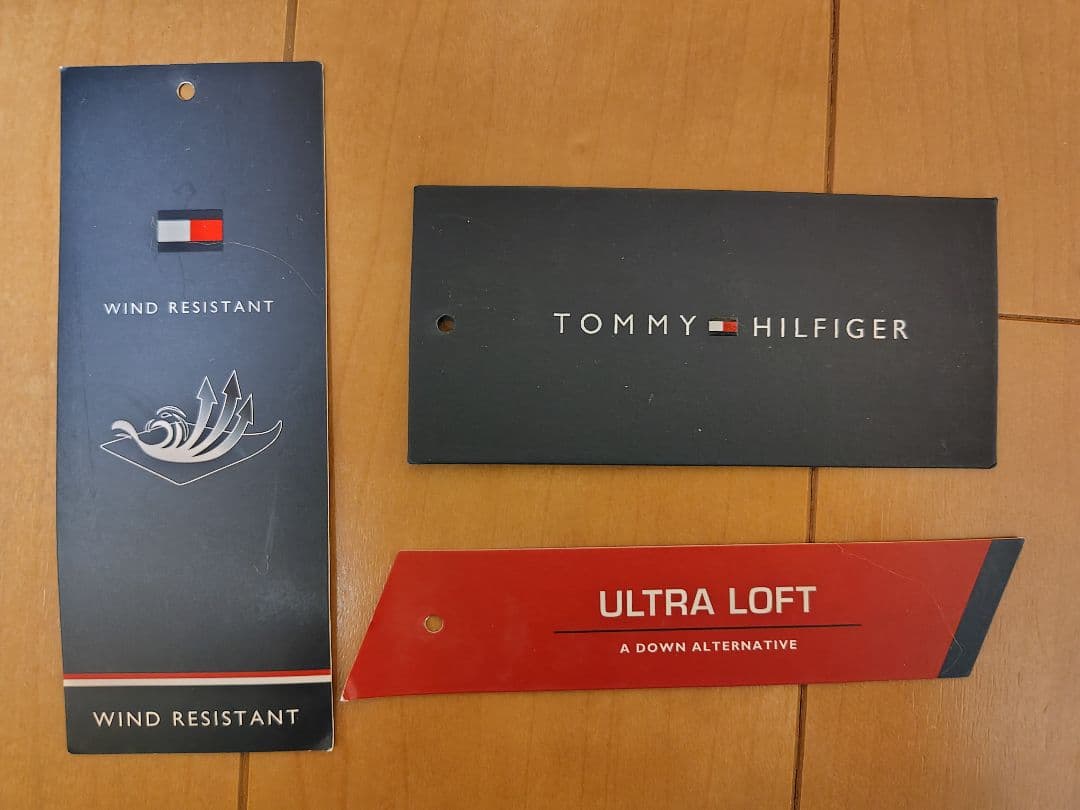 WIND RESISTANT
WIND RESISTANT
TOMMY HILFIGER
ULTRA LOFT
A DOWN ALTERNATIVE